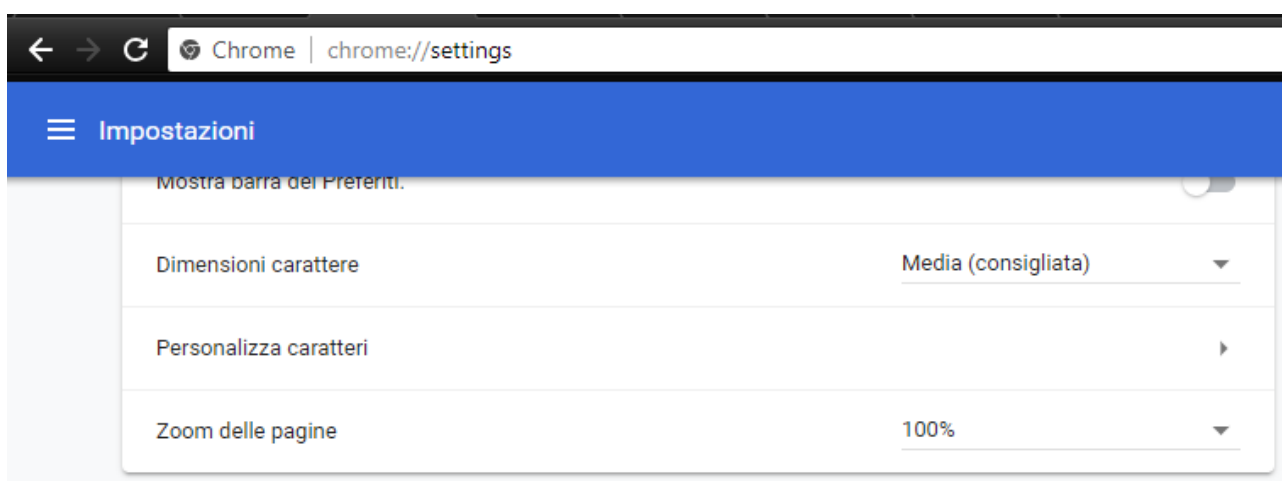 Chrome | chrome://settings
Impostazioni
Mostra barra dei Preferiti.
Dimensioni carattere Media (consigliata)
Personalizza caratteri
Zoom delle pagine 100%